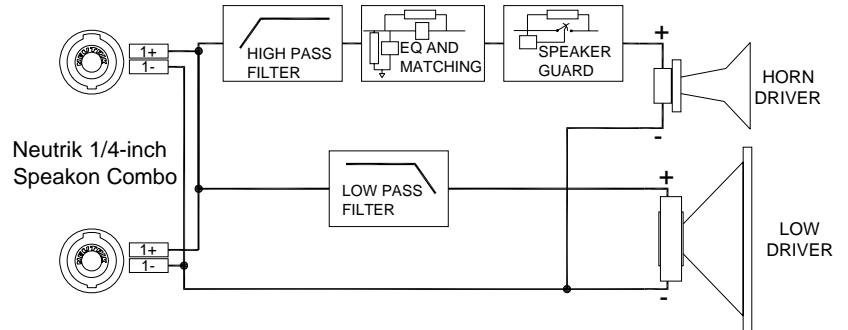 1+
1-
HIGH PASS
FILTER
EQ AND
MATCHING
SPEAKER
GUARD
+
-
HORN
DRIVER
Neutrik 1/4-inch
Speakon Combo
LOW PASS
FILTER
+
-
LOW
DRIVER
1+
1-